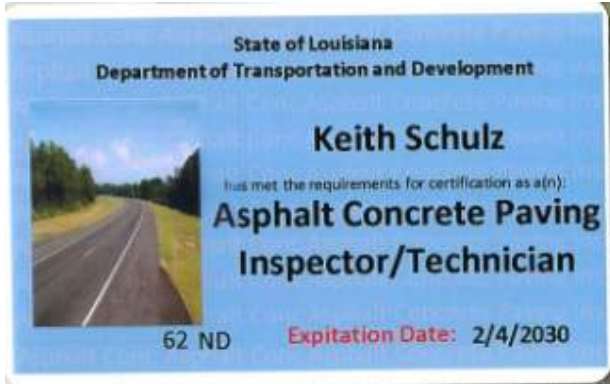 State of Louisiana
Department of Transportation and Development
Keith Schulz
has met the requirements for certification as a(n):
Asphalt Concrete Paving
Inspector/Technician
62 ND
Expitation Date: 2/4/2030